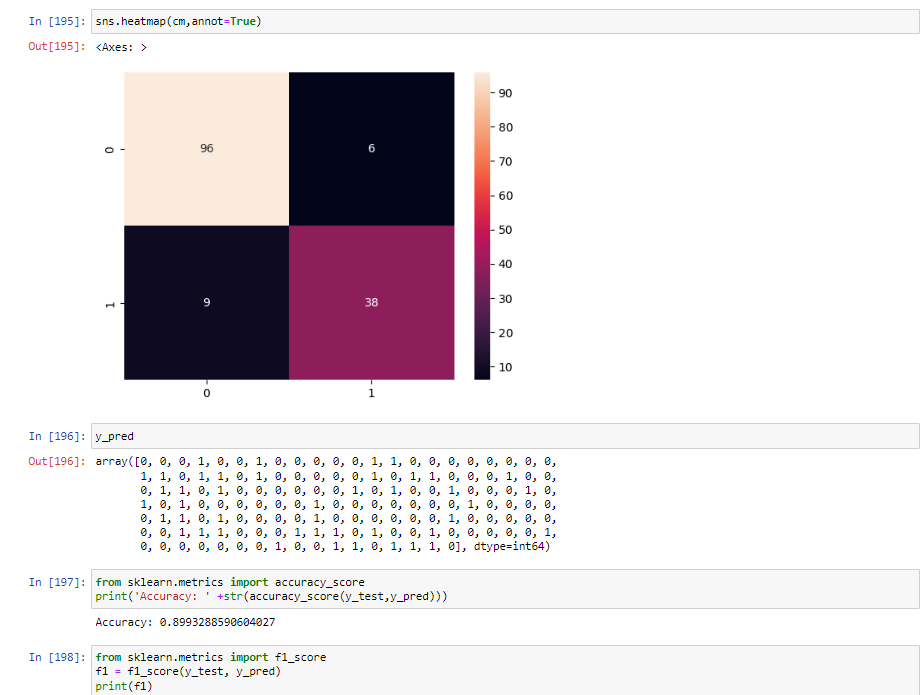 In [195]: sns.heatmap(cm,annot=True)
Out[195]: <Axes: >
90
0
96
6
80
70
60
50
40
1
9
38
30
20
10
0
1
In [196]: y_pred
Out[196]: array([0, 0, 0, 1, 0, 0, 1, 0, 0, 0, 0, 0, 1, 1, 0, 0, 0, 0, 0, 0, 0, 0,
1, 1, 0, 1, 1, 0, 1, 0, 0, 0, 0, 0, 1, 0, 1, 1, 0, 0, 0, 1, 0, 0,
0, 1, 1, 0, 1, 0, 0, 0, 0, 0, 0, 1, 0, 1, 0, 0, 1, 0, 0, 0, 1, 0,
1, 0, 1, 0, 0, 0, 0, 0, 0, 1, 0, 0, 0, 0, 0, 0, 0, 1, 0, 0, 0, 0,
0, 1, 1, 0, 1, 0, 0, 0, 0, 1, 0, 0, 0, 0, 0, 0, 1, 0, 0, 0, 0, 0,
0, 0, 1, 1, 1, 0, 0, 0, 1, 1, 1, 0, 1, 0, 0, 1, 0, 0, 0, 0, 0, 1,
0, 0, 0, 0, 0, 0, 0, 1, 0, 0, 1, 1, 0, 1, 1, 1, 0], dtype=int64)
In [197]: from sklearn.metrics import accuracy_score
print('Accuracy: ' +str(accuracy_score(y_test,y_pred)))
Accuracy: 0.8993288590604027
In [198]: from sklearn.metrics import f1_score
f1 = f1_score(y_test, y_pred)
print(f1)